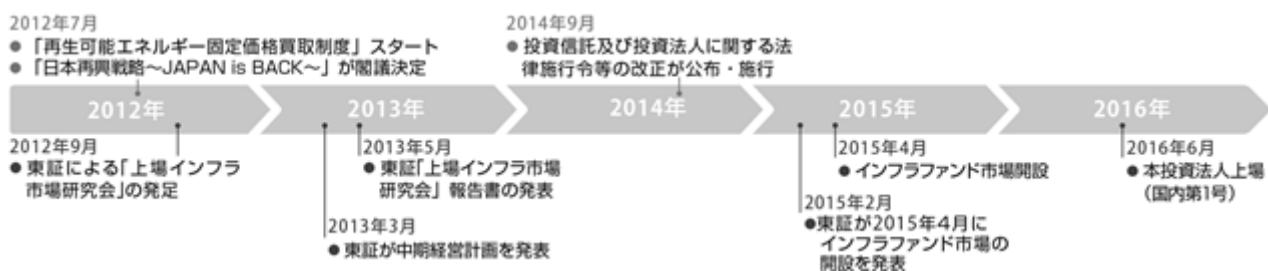 2012年7月
●「再生可能エネルギー固定価格買取制度」スタート
●「日本再興戦略～JAPAN is BACK～」が閣議決定
2014年9月
●投資信託及び投資法人に関する法
律施行令等の改正が公布・施行
2012年
2013年
2014年
2015年
2016年
2012年9月
●東証による「上場インフラ
市場研究会」の発足
2013年5月
●東証「上場インフラ市場
研究会」報告書の発表
2013年3月
●東証が中期経営計画を発表
2015年4月
●インフラファンド市場開設
2015年2月
●東証が2015年4月に
インフラファンド市場の
開設を発表
2016年6月
●本投資法人上場
（国内第1号）